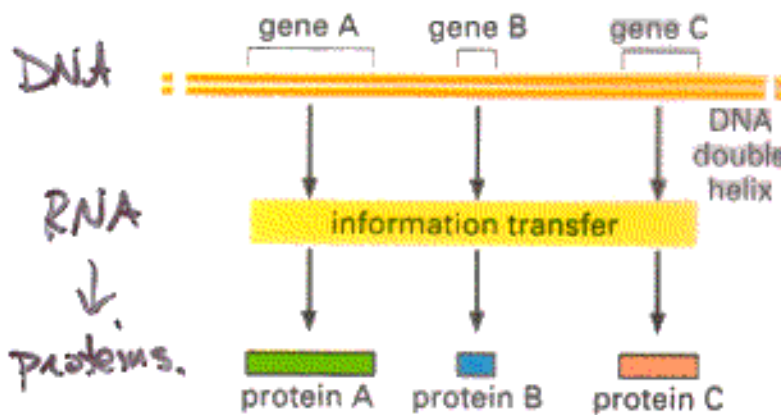 gene A gene B gene C
DNA
DNA
double
helix
RNA
information transfer
proteins.
protein A protein B protein C